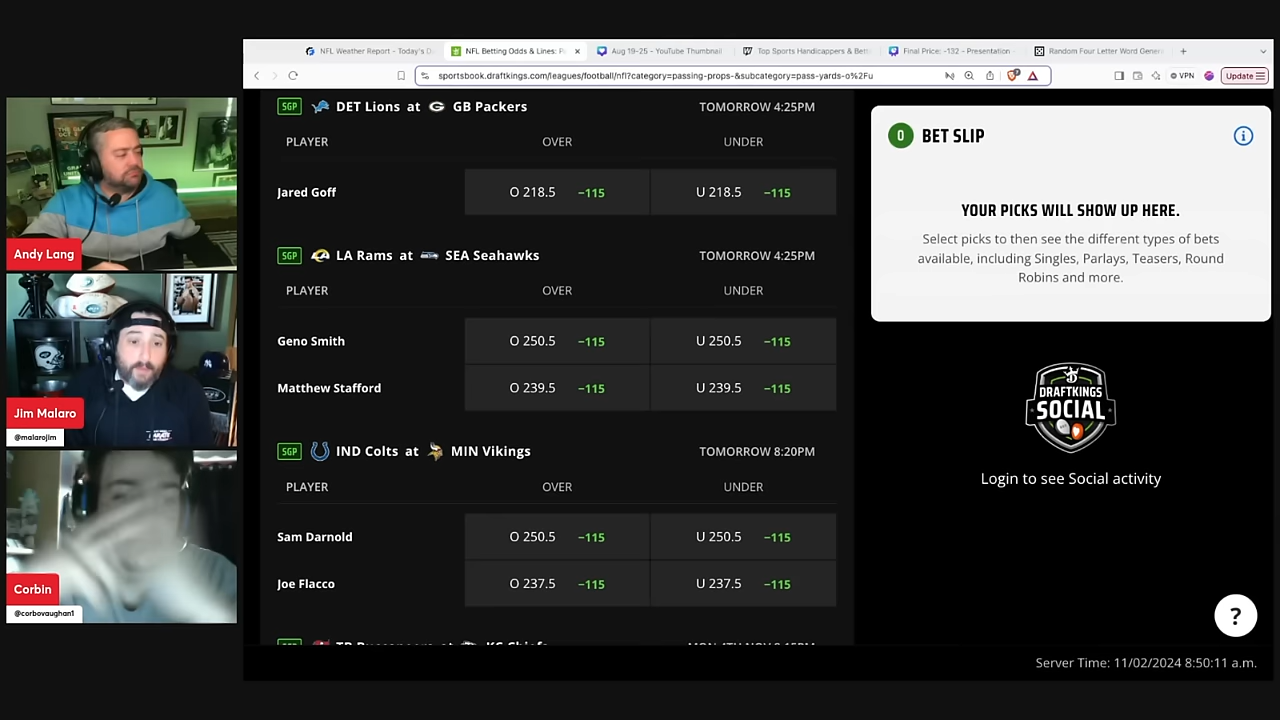 NFL Weather Report - Today's D
NFL Betting Odds & Lines: P
Aug 19-25 - YouTube Thumbnail
Top Sports Handicappers & Bett
Final Price: -132 - Presentation
Random Four Letter Word Gener
sportsbook.draftkings.com/leagues/football/nfl?category=passing-props-&subcategory=pass-yards-o%2Fu
VPN
Update
SGP DET Lions at GB Packers TOMORROW 4:25PM
PLAYER OVER UNDER
Jared Goff O 218.5 −115 U 218.5 −115
SGP LA Rams at SEA Seahawks TOMORROW 4:25PM
PLAYER OVER UNDER
Geno Smith O 250.5 −115 U 250.5 −115
Matthew Stafford O 239.5 −115 U 239.5 −115
SGP IND Colts at MIN Vikings TOMORROW 8:20PM
PLAYER OVER UNDER
Sam Darnold O 250.5 −115 U 250.5 −115
Joe Flacco O 237.5 −115 U 237.5 −115
0 BET SLIP
YOUR PICKS WILL SHOW UP HERE.
Select picks to then see the different types of bets
available, including Singles, Parlays, Teasers, Round
Robins and more.
DRAFTKINGS
SOCIAL
Login to see Social activity
?
Server Time: 11/02/2024 8:50:11 a.m.
Andy Lang
Jim Malaro
@malarojim
Corbin
@corbovaughan1